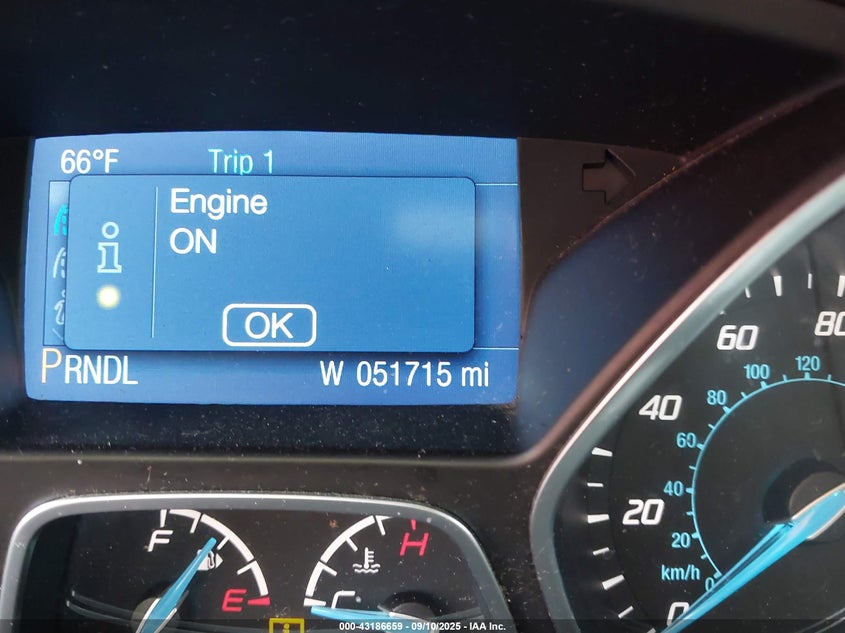 66°F Trip 1
Engine
ON
OK
PRNDL W 051715 mi
F
E
H
C
80
60
40
20
0
120
100
80
60
40
20
0
km/h
000-43186659 - 09/10/2025 - IAA Inc.